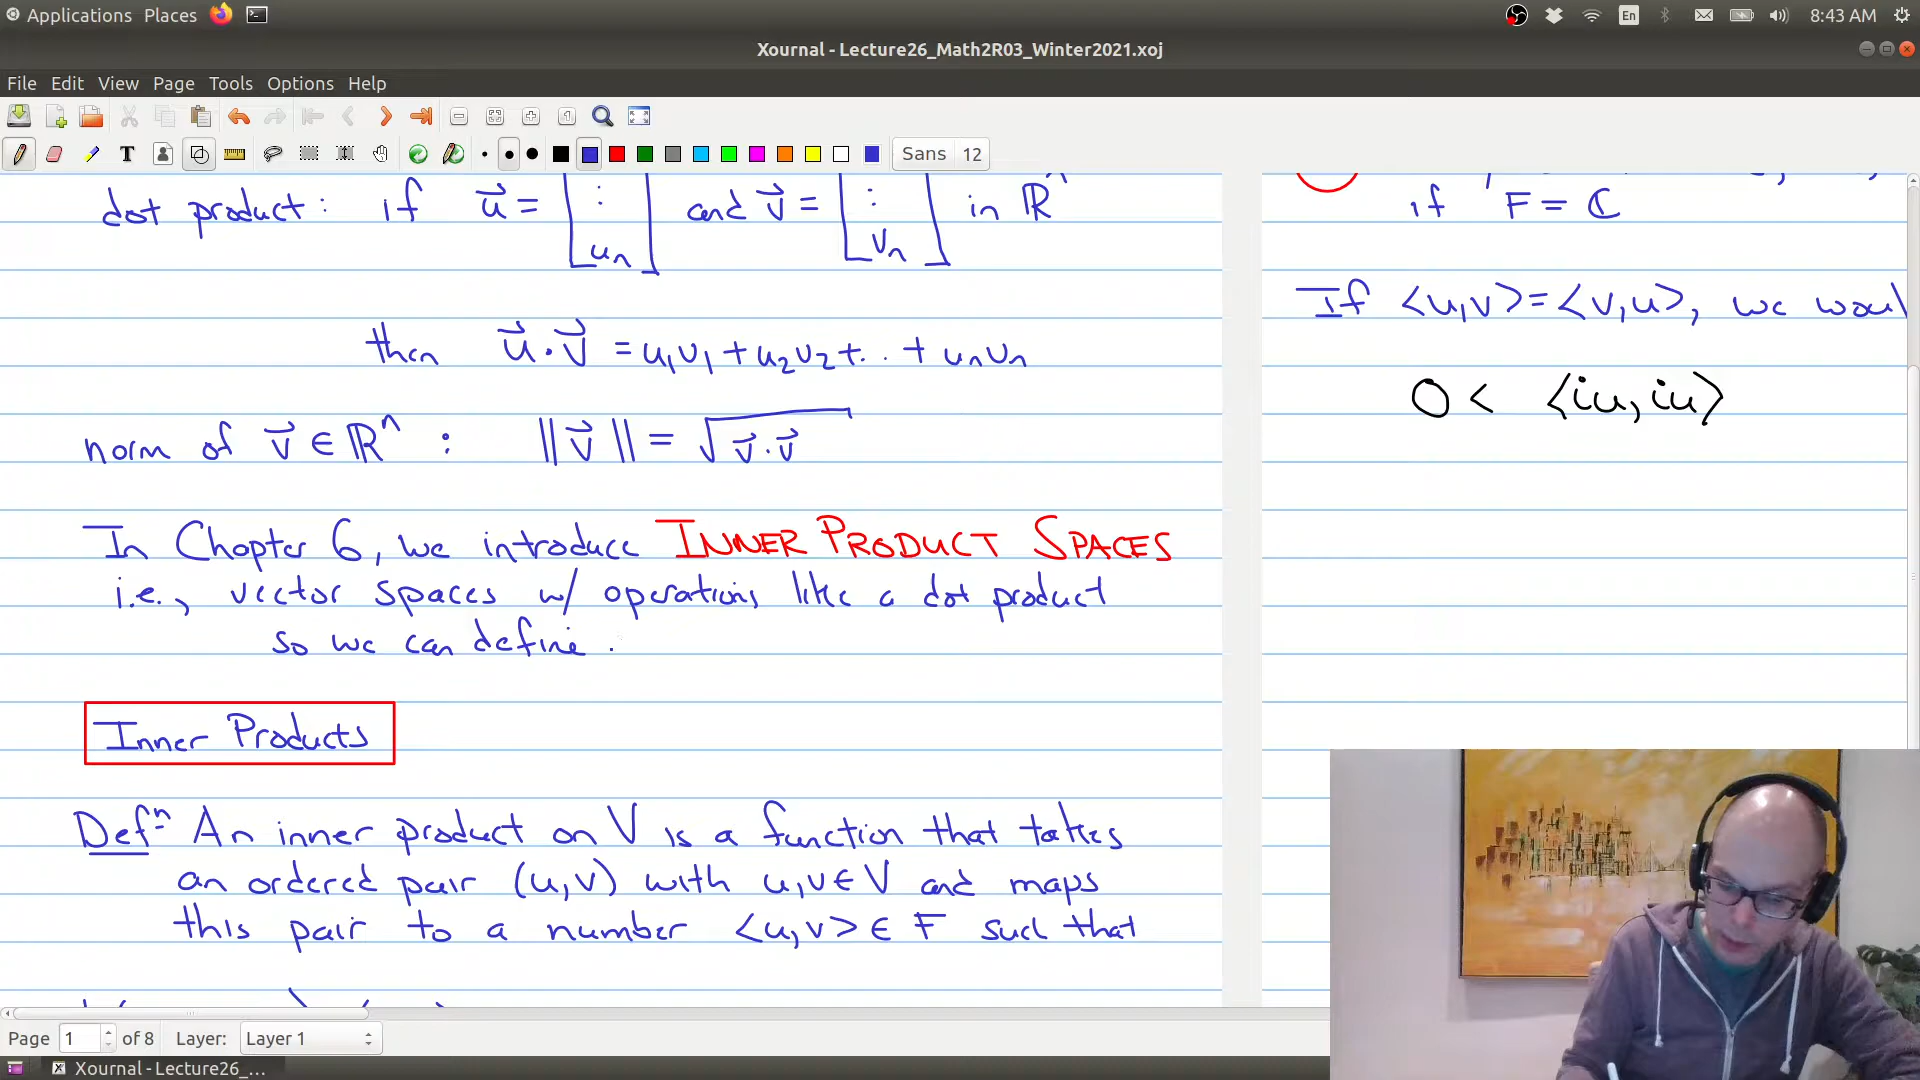 Applications Places En 8:43 AM
Xournal - Lecture26_Math2R03_Winter2021.xoj
File Edit View Page Tools Options Help
Sans 12
dot product: if u⃗ = [⋮ uₙ] and v⃗ = [⋮ vₙ] in ℝⁿ
then u⃗·v⃗ = u₁v₁ + u₂v₂ + ... + uₙvₙ
norm of v⃗ ∈ ℝⁿ : ‖v⃗‖ = √(v⃗·v⃗)
In Chapter 6, we introduce INNER PRODUCT SPACES
i.e., vector spaces w/ operations like a dot product
so we can define .
Inner Products
Defⁿ An inner product on V is a function that takes
an ordered pair (u,v) with u,v ∈ V and maps
this pair to a number <u,v> ∈ F such that
if F = ℂ
If <u,v> = <v,u>, we woul
0 < <iu, iu>
Page 1 of 8 Layer: Layer 1
Xournal - Lecture26_...